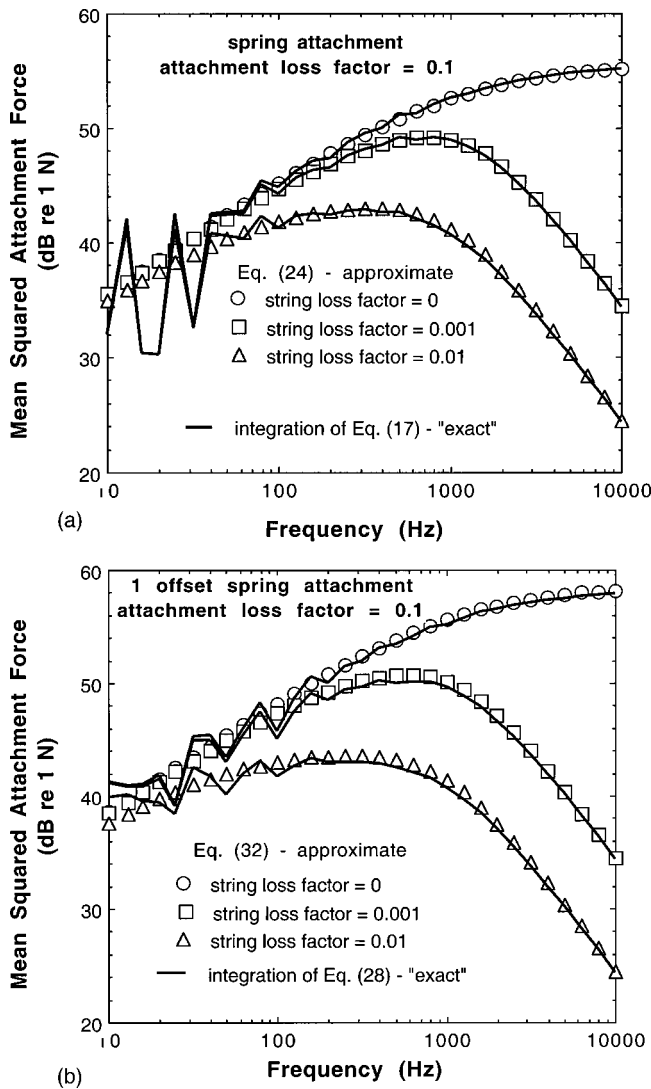 60
spring attachment
attachment loss factor = 0.1
50
40
Eq. (24) - approximate
string loss factor = 0
string loss factor = 0.001
30
string loss factor = 0.01
integration of Eq. (17) - "exact"
20
10
100
1000
10000
Mean Squared Attachment Force
(dB re 1 N)
(a)
Frequency (Hz)
60
1 offset spring attachment
attachment loss factor = 0.1
50
40
Eq. (32) - approximate
string loss factor = 0
30
string loss factor = 0.001
string loss factor = 0.01
integration of Eq. (28) - "exact"
20
10
100
1000
10000
Mean Squared Attachment Force
(dB re 1 N)
(b)
Frequency (Hz)